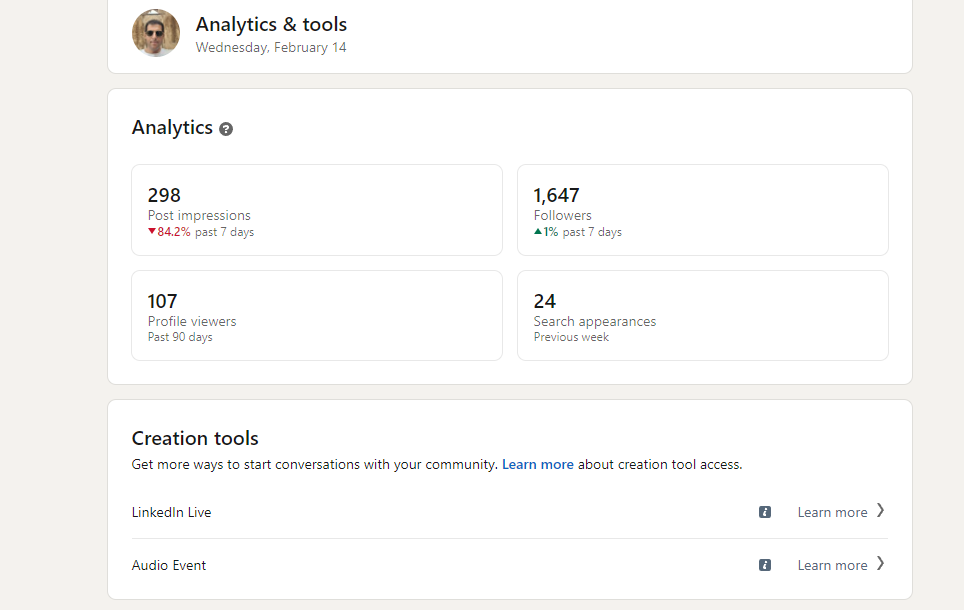 Analytics & tools
Wednesday, February 14
Analytics ?
298
Post impressions
▼84.2% past 7 days
1,647
Followers
▲1% past 7 days
107
Profile viewers
Past 90 days
24
Search appearances
Previous week
Creation tools
Get more ways to start conversations with your community. Learn more about creation tool access.
LinkedIn Live i Learn more ❯
Audio Event i Learn more ❯